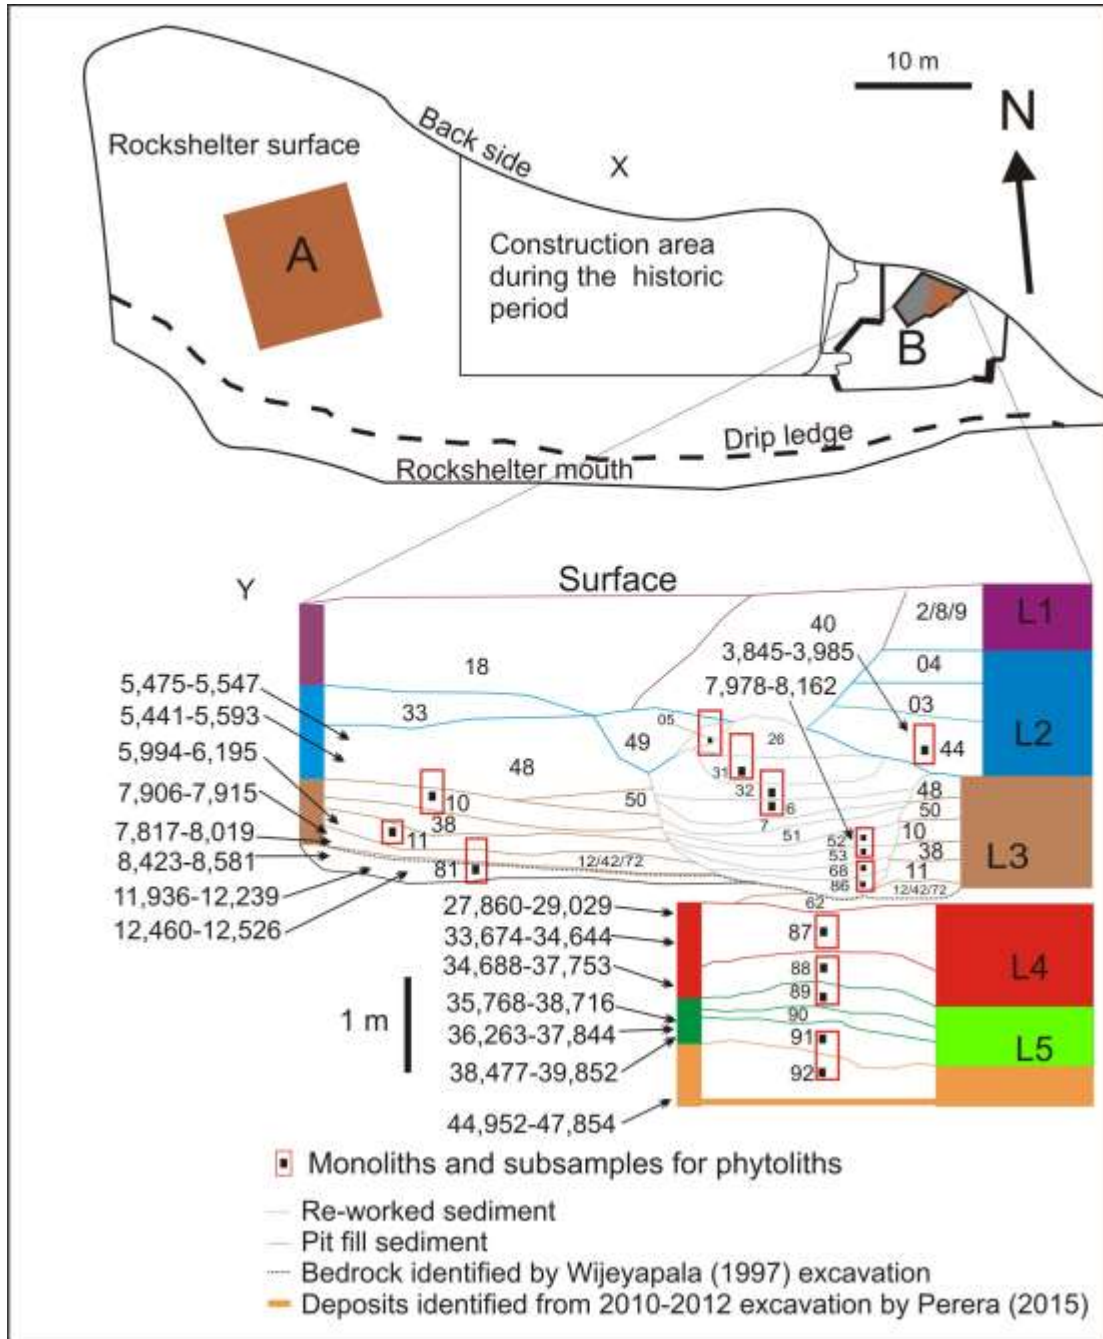 10 m
N
Back side
X
Rockshelter surface
A
Construction area
during the historic
period
B
Drip ledge
Rockshelter mouth
Y
Surface
2/8/9
L1
40
3,845-3,985
04
18
7,978-8,162
5,475-5,547
03
33
05
5,441-5,593
49
26
44
L2
5,994-6,195
48
31
32
48
7,906-7,915
10
50
6
50
38
7
51
10
7,817-8,019
11
52
38
L3
8,423-8,581
53
11
81
12/42/72
68
11,936-12,239
86
12/42/72
12,460-12,526
62
27,860-29,029
87
33,674-34,644
L4
34,688-37,753
88
89
35,768-38,716
90
36,263-37,844
91
L5
38,477-39,852
92
1 m
44,952-47,854
Monoliths and subsamples for phytoliths
Re-worked sediment
Pit fill sediment
Bedrock identified by Wijeyapala (1997) excavation
Deposits identified from 2010-2012 excavation by Perera (2015)